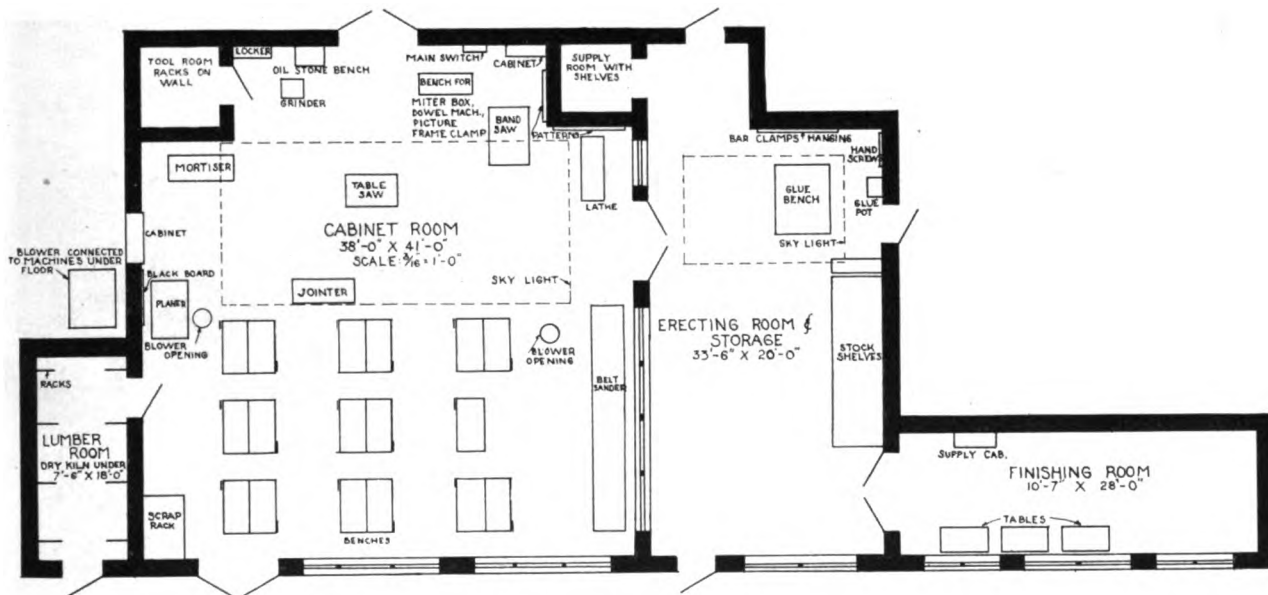 TOOL ROOM
RACKS ON
WALL
LOCKER
OIL STONE BENCH
GRINDER
MAIN SWITCH
CABINET
BENCH FOR
MITER BOX,
DOWEL MACH.,
PICTURE
FRAME CLAMP
BAND
SAW
PATTERNS
SUPPLY
ROOM WITH
SHELVES
BAR CLAMPS HANGING
HAND
SCREWS
GLUE
BENCH
GLUE
POT
SKY LIGHT
MORTISER
TABLE
SAW
LATHE
CABINET ROOM
38'-0" X 41'-0"
SCALE: 3/16" = 1'-0"
CABINET
BLOWER CONNECTED
TO MACHINES UNDER
FLOOR
BLACK BOARD
PLANER
BLOWER
OPENING
JOINTER
SKY LIGHT
BLOWER
OPENING
BELT
SANDER
ERECTING ROOM &
STORAGE
33'-6" X 20'-0"
STOCK
SHELVES
RACKS
LUMBER
ROOM
DRY KILN UNDER
7'-6" X 18'-0"
SCRAP
RACK
BENCHES
SUPPLY CAB.
FINISHING ROOM
10'-7" X 28'-0"
TABLES